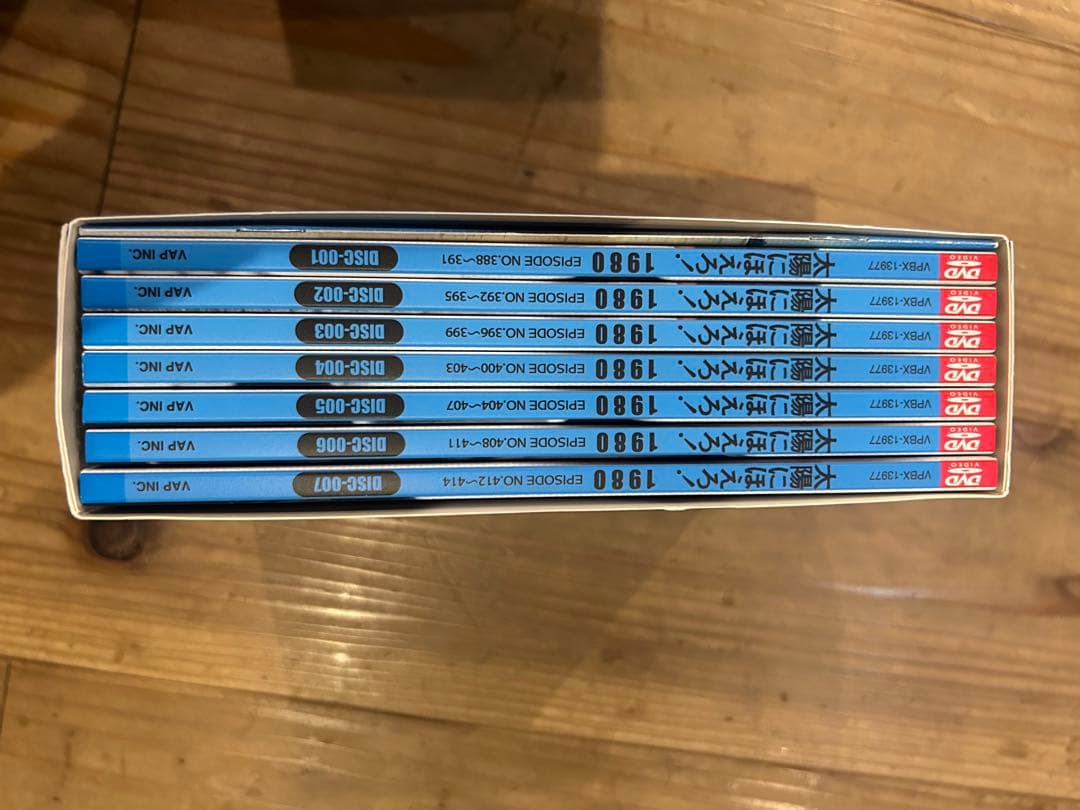 DVD VIDEO VPBX-13977 太陽にほえろ! 1980 EPISODE NO.388〜391 DISC-001 VAP INC.
DVD VIDEO VPBX-13977 太陽にほえろ! 1980 EPISODE NO.392〜395 DISC-002 VAP INC.
DVD VIDEO VPBX-13977 太陽にほえろ! 1980 EPISODE NO.396〜399 DISC-003 VAP INC.
DVD VIDEO VPBX-13977 太陽にほえろ! 1980 EPISODE NO.400〜403 DISC-004 VAP INC.
DVD VIDEO VPBX-13977 太陽にほえろ! 1980 EPISODE NO.404〜407 DISC-005 VAP INC.
DVD VIDEO VPBX-13977 太陽にほえろ! 1980 EPISODE NO.408〜411 DISC-006 VAP INC.
DVD VIDEO VPBX-13977 太陽にほえろ! 1980 EPISODE NO.412〜414 DISC-007 VAP INC.